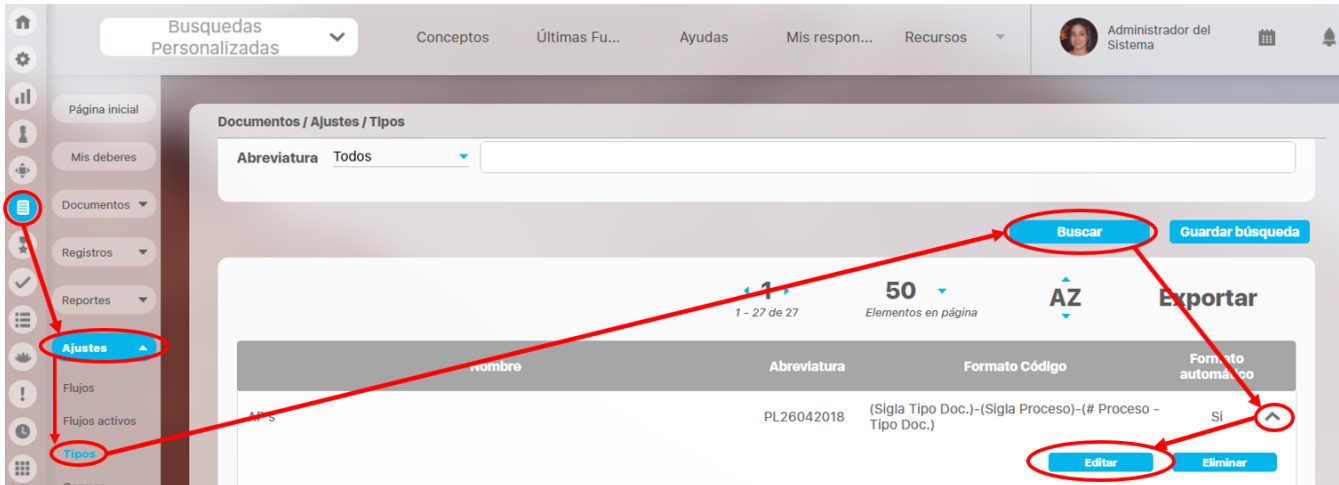 Busquedas
Personalizadas
Conceptos
Últimas Fu...
Ayudas
Mis respon...
Recursos
Administrador del
Sistema
Página inicial
Mis deberes
Documentos
Registros
Reportes
Ajustes
Flujos
Flujos activos
Tipos
Documentos / Ajustes / Tipos
Abreviatura Todos
Buscar
Guardar búsqueda
1
1 - 27 de 27
50
Elementos en página
AZ
Exportar
Nombre
Abreviatura
Formato Código
Formato
automático
AP's
PL26042018
(Sigla Tipo Doc.)-(Sigla Proceso)-(# Proceso -
Tipo Doc.)
Si
Editar
Eliminar